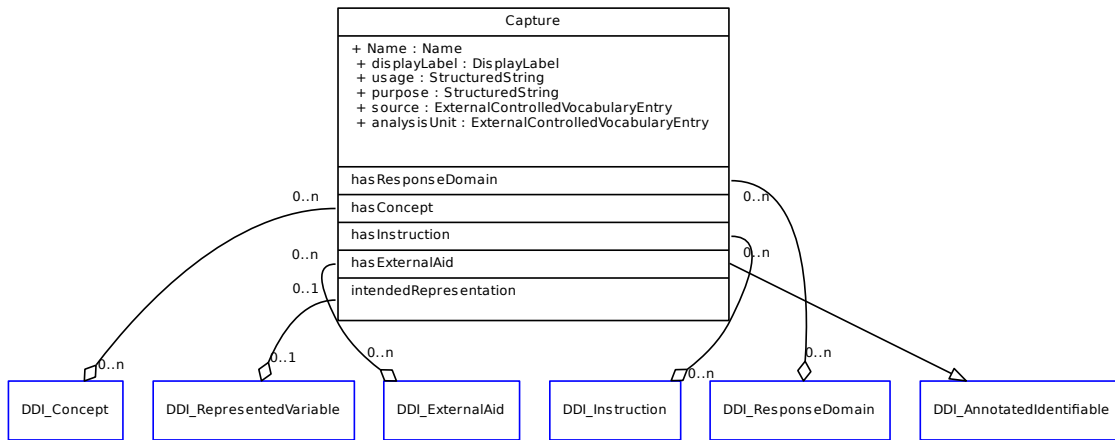 Capture
+ Name : Name
+ displayLabel : DisplayLabel
+ usage : StructuredString
+ purpose : StructuredString
+ source : ExternalControlledVocabularyEntry
+ analysisUnit : ExternalControlledVocabularyEntry
hasResponseDomain
0..n
0..n
hasConcept
hasInstruction
0..n
0..n
hasExternalAid
0..1
intendedRepresentation
0..n
0..1
0..n
0..n
0..n
DDI_Concept
DDI_RepresentedVariable
DDI_ExternalAid
DDI_Instruction
DDI_ResponseDomain
DDI_AnnotatedIdentifiable